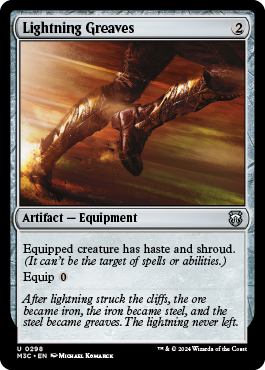 Lightning Greaves 2
Artifact — Equipment
Equipped creature has haste and shroud.
(It can't be the target of spells or abilities.)
Equip 0
After lightning struck the cliffs, the ore
became iron, the iron became steel, and the
steel became greaves. The lightning never left.
U 0298
M3C • EN Michael Komarck
™ & © 2024 Wizards of the Coast